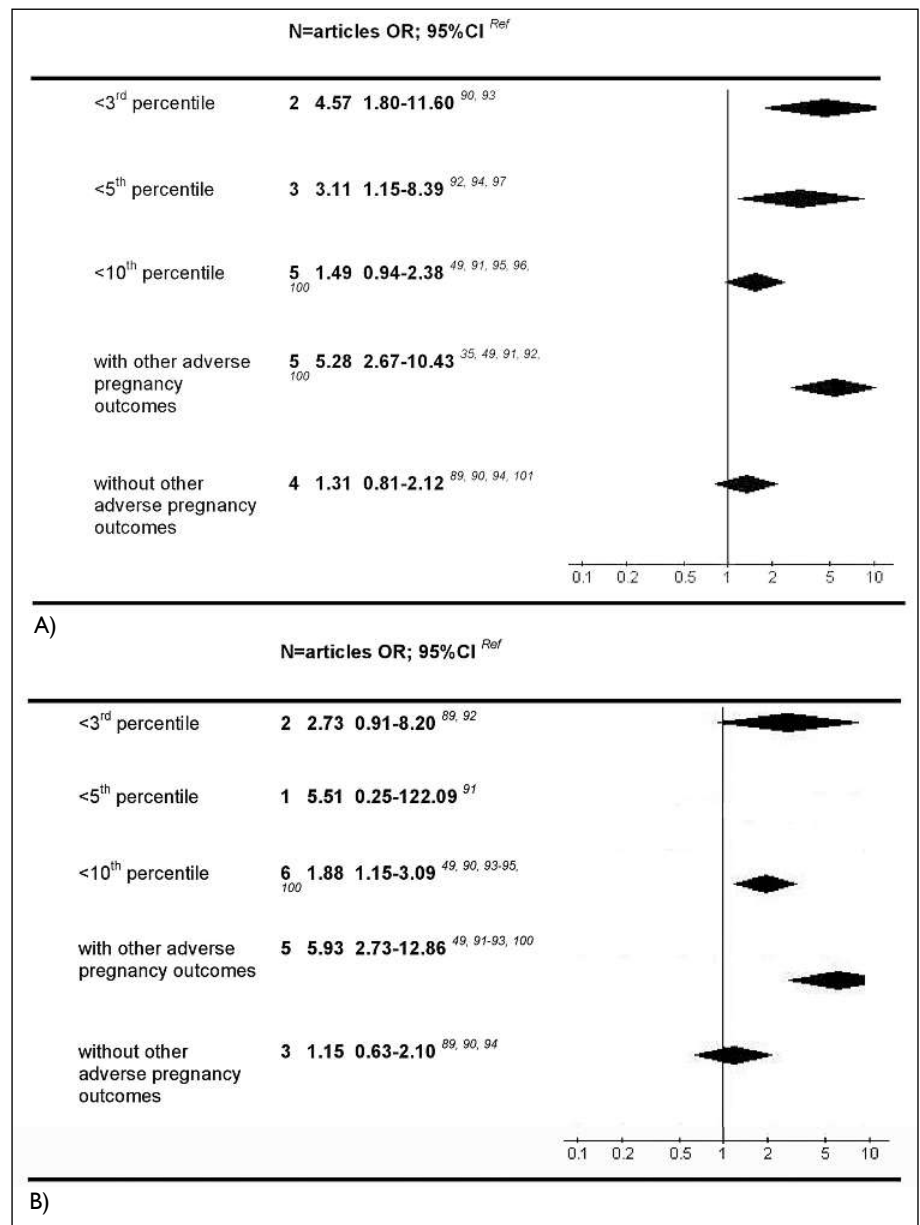 N=articles OR; 95%CI Ref
<3rd percentile 2 4.57 1.80-11.60 90, 93
<5th percentile 3 3.11 1.15-8.39 92, 94, 97
<10th percentile 5 1.49 0.94-2.38 49, 91, 95, 96,
100
with other adverse 5 5.28 2.67-10.43 35, 49, 91, 92,
pregnancy 100
outcomes
without other 4 1.31 0.81-2.12 89, 90, 94, 101
adverse pregnancy
outcomes
0.1 0.2 0.5 1 2 5 10
A)
N=articles OR; 95%CI Ref
<3rd percentile 2 2.73 0.91-8.20 89, 92
<5th percentile 1 5.51 0.25-122.09 91
<10th percentile 6 1.88 1.15-3.09 49, 90, 93-95,
100
with other adverse 5 5.93 2.73-12.86 49, 91-93, 100
pregnancy outcomes
without other 3 1.15 0.63-2.10 89, 90, 94
adverse pregnancy
outcomes
0.1 0.2 0.5 1 2 5 10
B)